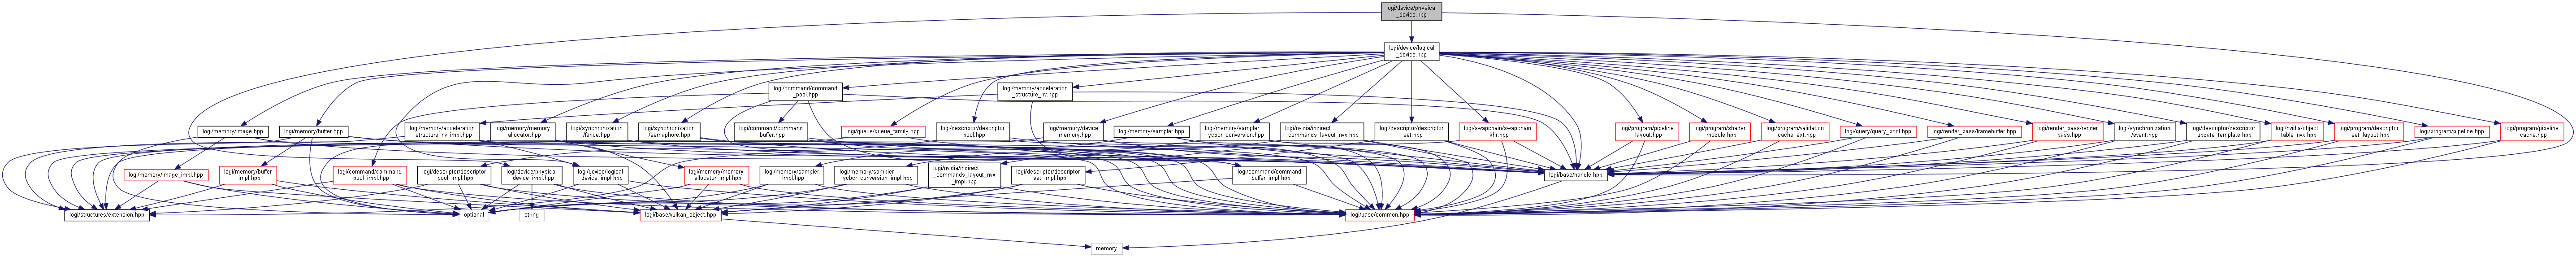 logi/device/physical
_device.hpp
logi/device/logical
_device.hpp
logi/command/command
_pool.hpp
logi/memory/acceleration
_structure_nv.hpp
logi/memory/image.hpp
logi/memory/buffer.hpp
logi/memory/acceleration
_structure_nv_impl.hpp
logi/memory/memory
_allocator.hpp
logi/synchronization
/fence.hpp
logi/synchronization
/semaphore.hpp
logi/command/command
_buffer.hpp
logi/queue/queue_family.hpp
logi/descriptor/descriptor
_pool.hpp
logi/memory/device
_memory.hpp
logi/memory/sampler.hpp
logi/memory/sampler
_ycbcr_conversion.hpp
logi/nvidia/indirect
_commands_layout_nvx.hpp
logi/descriptor/descriptor
_set.hpp
logi/swapchain/swapchain
_khr.hpp
logi/program/pipeline
_layout.hpp
logi/program/shader
_module.hpp
logi/program/validation
_cache_ext.hpp
logi/query/query_pool.hpp
logi/render_pass/framebuffer.hpp
logi/render_pass/render
_pass.hpp
logi/synchronization
/event.hpp
logi/descriptor/descriptor
_update_template.hpp
logi/nvidia/object
_table_nvx.hpp
logi/program/descriptor
_set_layout.hpp
logi/program/pipeline.hpp
logi/program/pipeline
_cache.hpp
logi/memory/image_impl.hpp
logi/memory/buffer
_impl.hpp
logi/command/command
_pool_impl.hpp
logi/descriptor/descriptor
_pool_impl.hpp
logi/device/physical
_device_impl.hpp
logi/device/logical
_device_impl.hpp
logi/memory/memory
_allocator_impl.hpp
logi/memory/sampler
_impl.hpp
logi/memory/sampler
_ycbcr_conversion_impl.hpp
logi/nvidia/indirect
_commands_layout_nvx
_impl.hpp
logi/descriptor/descriptor
_set_impl.hpp
logi/command/command
_buffer_impl.hpp
logi/base/handle.hpp
logi/structures/extension.hpp
optional
string
logi/base/vulkan_object.hpp
logi/base/common.hpp
memory